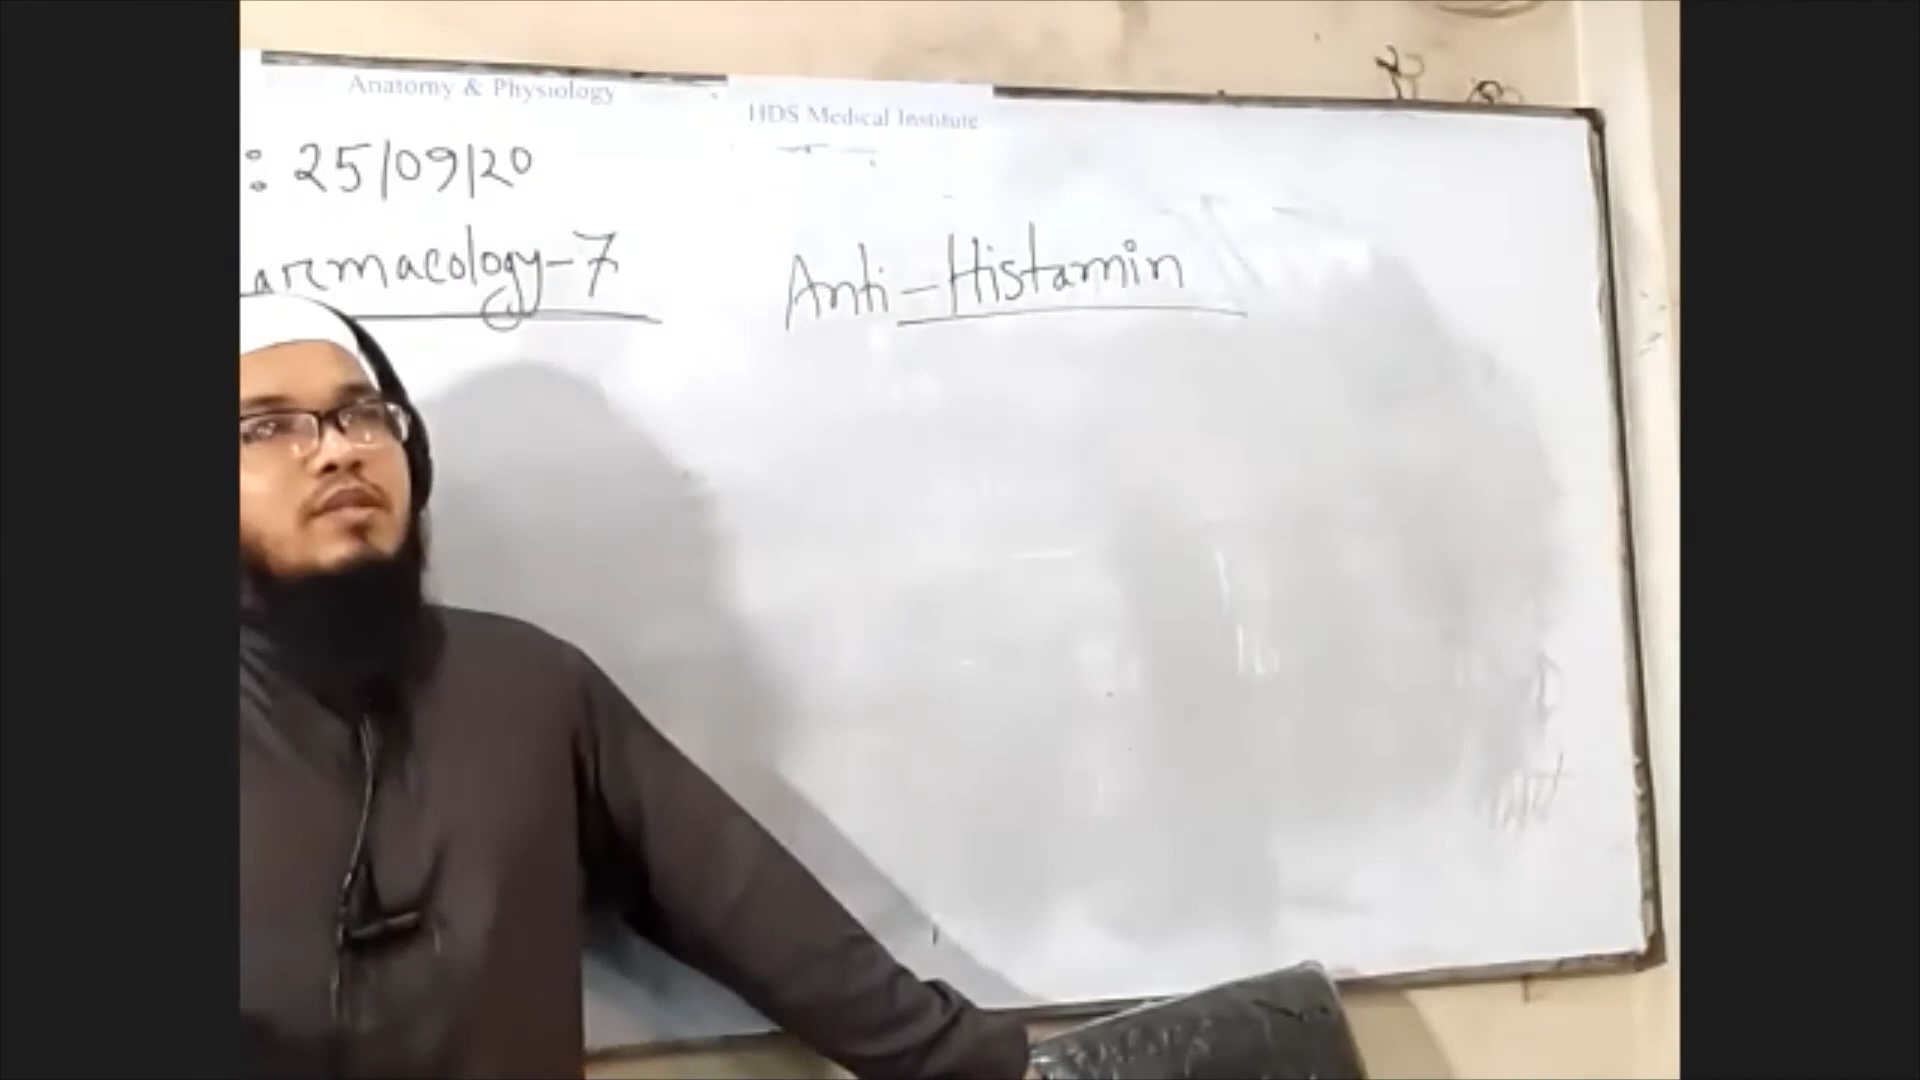 Anatomy & Physiology
HDS Medical Institute
: 25/09/20
armacology-7
Anti-Histamin